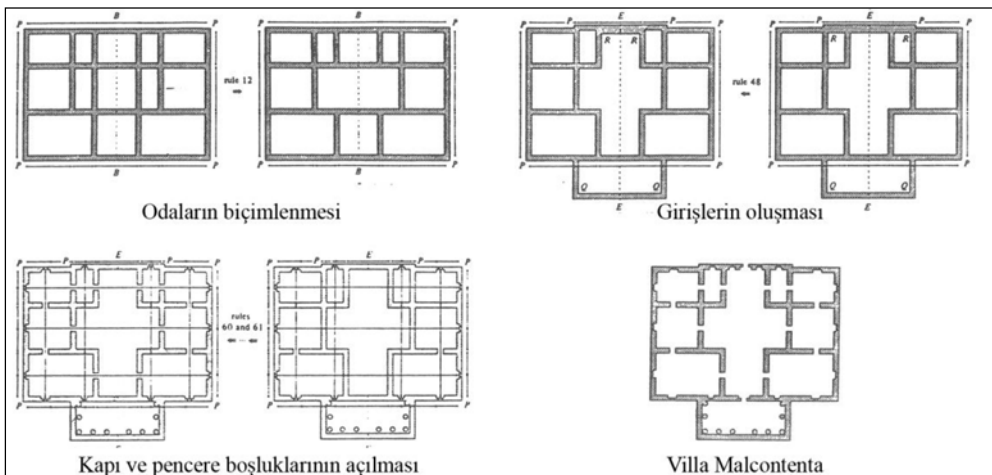 B E E
P P P P P P P P P P P P
R R R R
rule 12 rule 48
⇒ ⇐
P P P P P P P P
B B Q Q Q Q
E E
Odaların biçimlenmesi Girişlerin oluşması
E E
P P P P P P P P
rules
60 and 61
P P P P
Kapı ve pencere boşluklarının açılması Villa Malcontenta